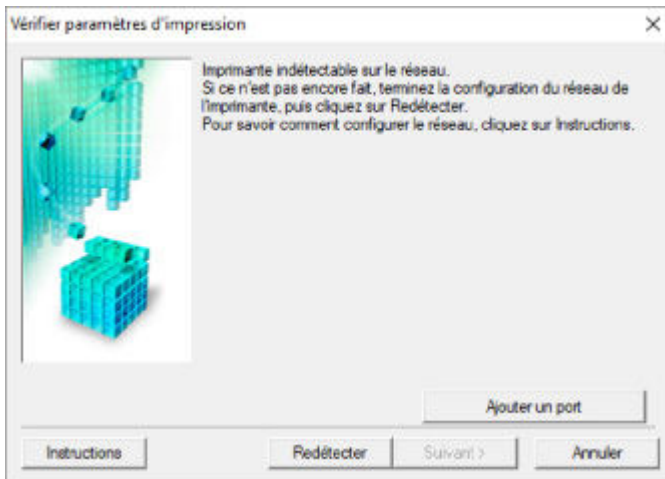 Vérifier paramètres d'impression
Imprimante indétectable sur le réseau.
Si ce n'est pas encore fait, terminez la configuration du réseau de
l'imprimante, puis cliquez sur Redétecter.
Pour savoir comment configurer le réseau, cliquez sur Instructions.
Ajouter un port
Instructions
Redétecter
Suivant >
Annuler